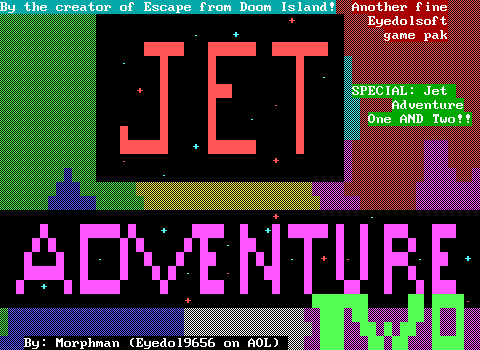 By the creator of Escape from Doom Island!
Another fine
Eyedolsoft
game pak
JET
SPECIAL: Jet
Adventure
One AND Two!!
ADVENTURE
TWO
By: Morphman (Eyedol9656 on AOL)